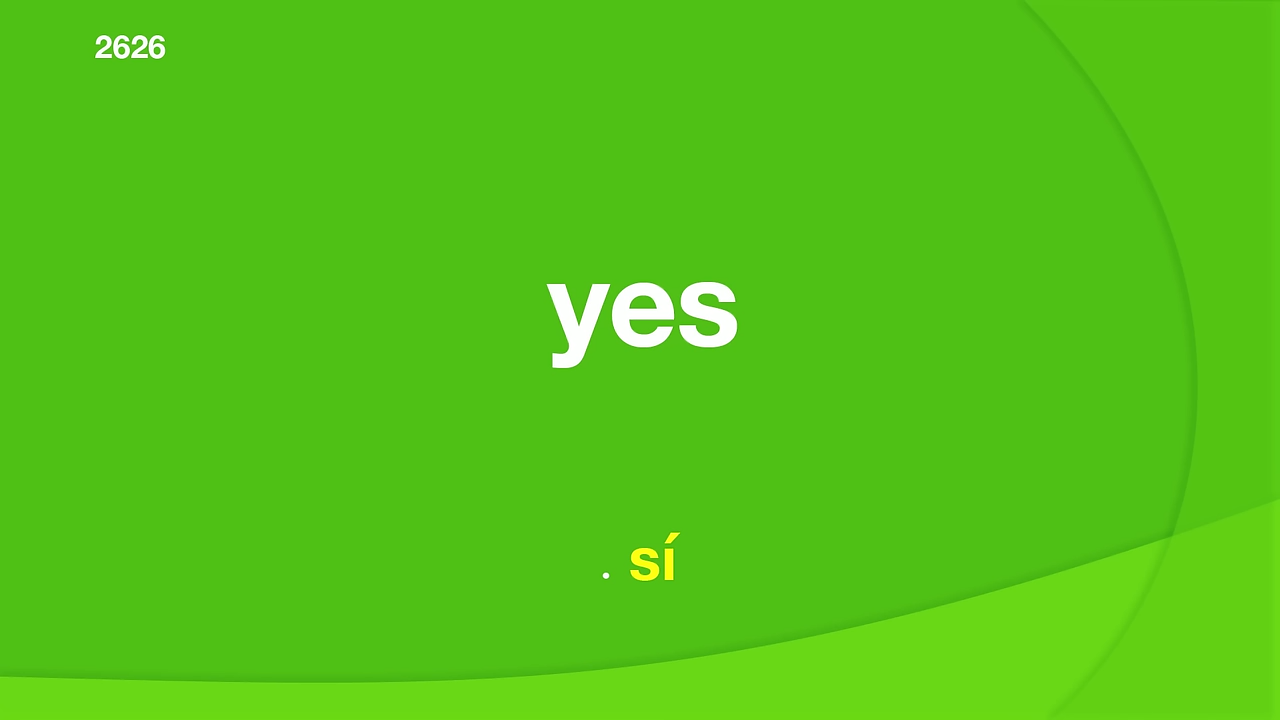 2626
yes
. sí